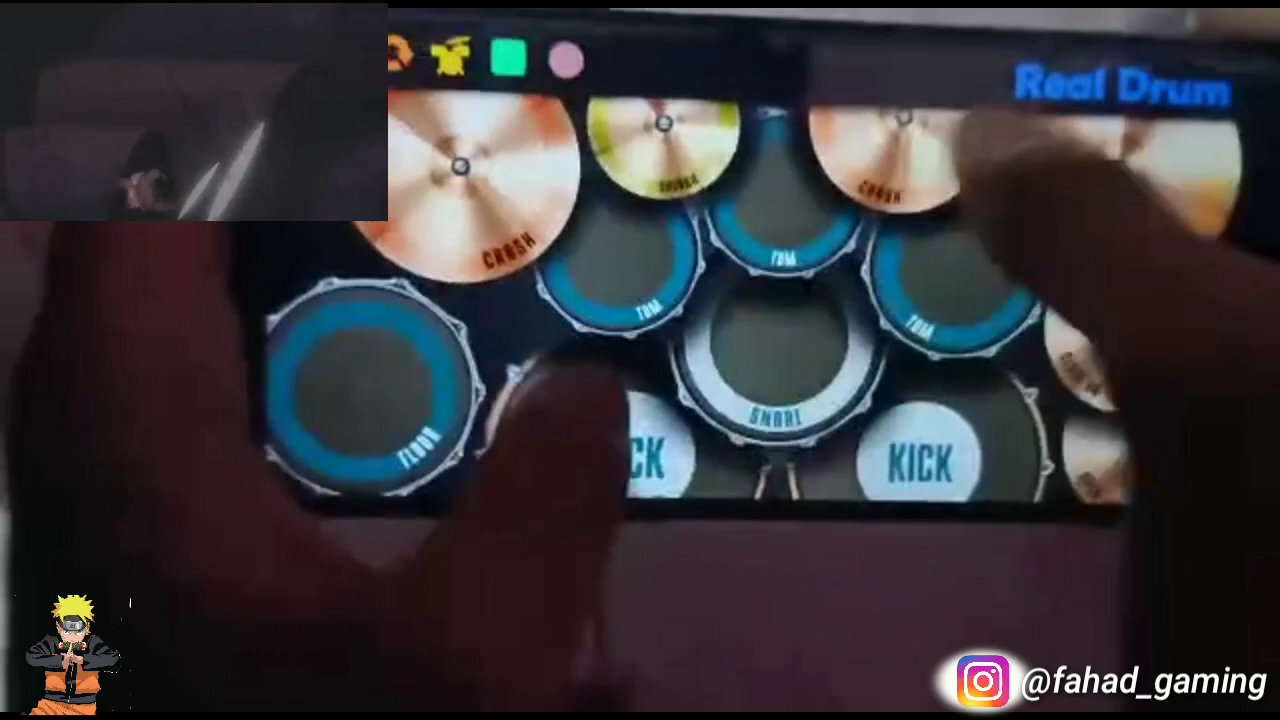 Real Drum
CRASH
CRASH
TOM
TOM
TOM
FLOOR
SNARE
CK
KICK
@fahad_gaming